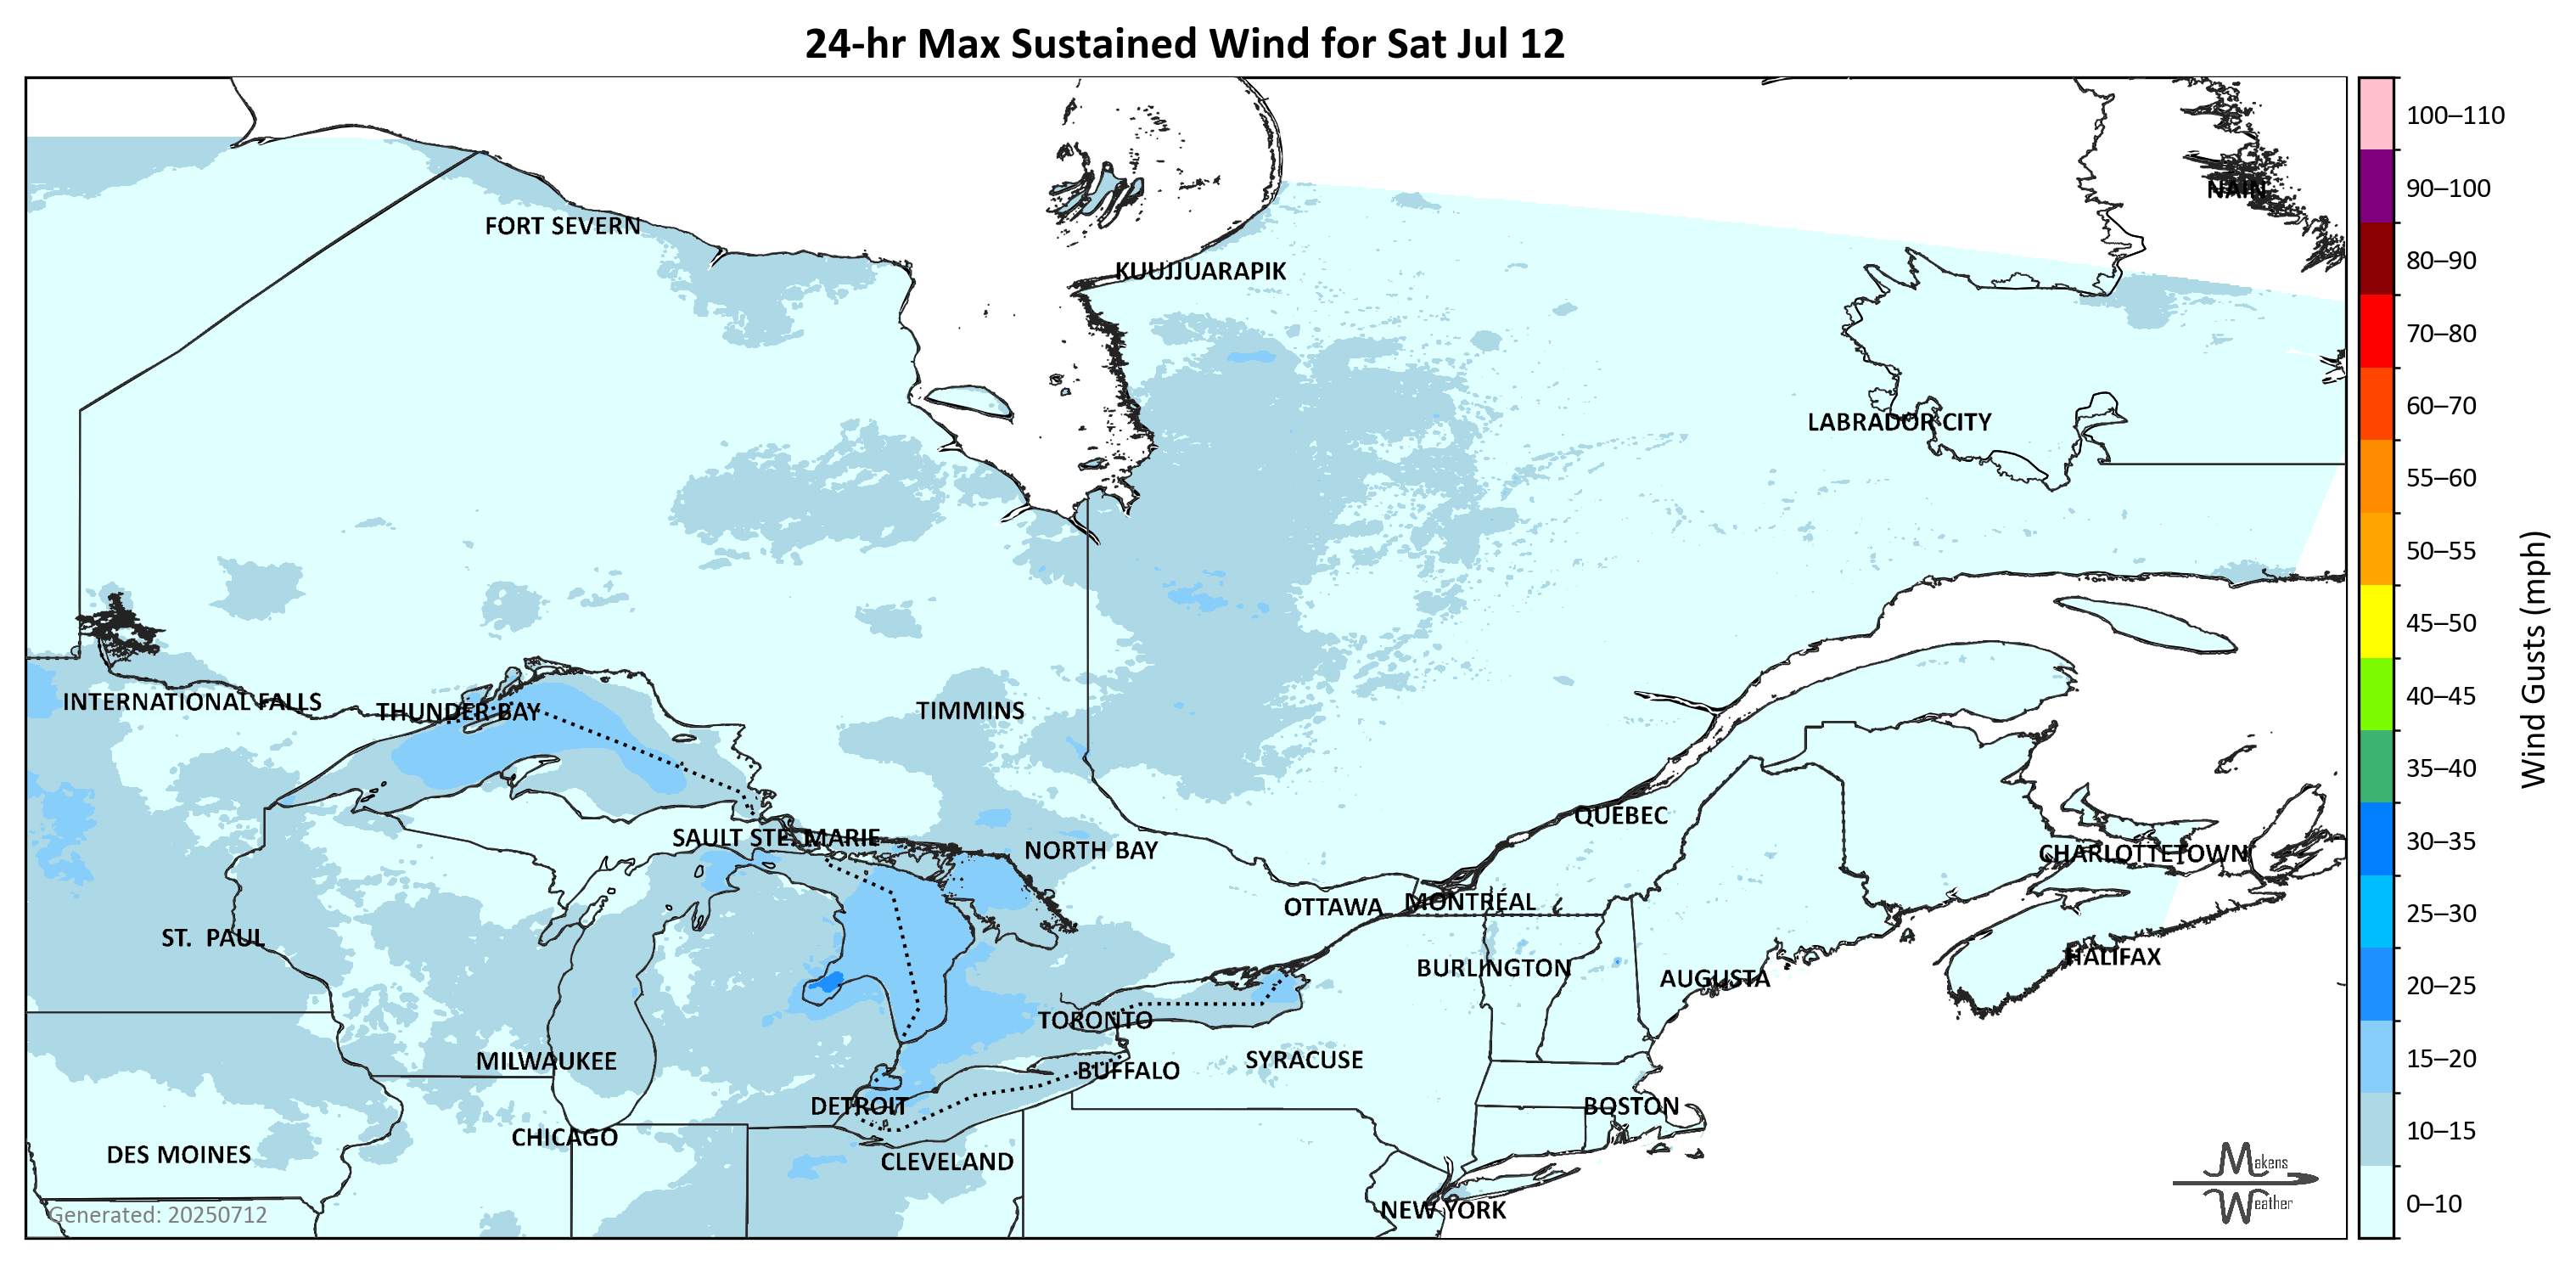 24-hr Max Sustained Wind for Sat Jul 12
100–110
90–100
NAIN
FORT SEVERN
80–90
KUUJJUARAPIK
70–80
60–70
LABRADOR CITY
55–60
50–55
45–50
Wind Gusts (mph)
40–45
INTERNATIONAL FALLS
THUNDER BAY
TIMMINS
35–40
QUEBEC
SAULT STE. MARIE
30–35
NORTH BAY
CHARLOTTETOWN
MONTRÉAL
OTTAWA
25–30
ST. PAUL
HALIFAX
BURLINGTON
AUGUSTA
20–25
TORONTO
15–20
SYRACUSE
MILWAUKEE
BUFFALO
DETROIT
BOSTON
10–15
CHICAGO
DES MOINES
CLEVELAND
Makens
Weather
0–10
NEW YORK
Generated: 20250712